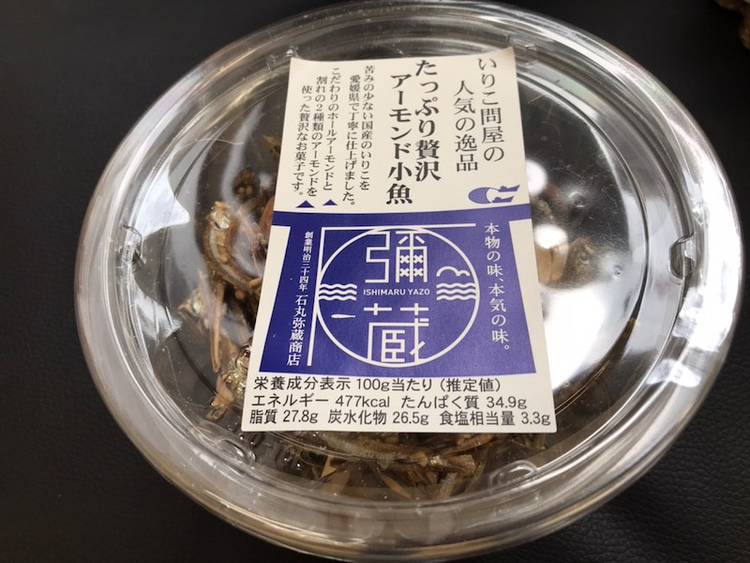 いりこ問屋の
人気の逸品
たっぷり贅沢
アーモンド小魚
苦みの少ない国産のいりこを
愛媛県で丁寧に仕上げました。
こだわりのホールアーモンドと
割れの2種類のアーモンドを
使った贅沢なお菓子です。
本物の味、本気の味。
彌
ISHIMARU YAZO
蔵
創業明治三十四年 石丸弥蔵商店
栄養成分表示 100g当たり (推定値)
エネルギー 477kcal たんぱく質 34.9g
脂質 27.8g 炭水化物 26.5g 食塩相当量 3.3g